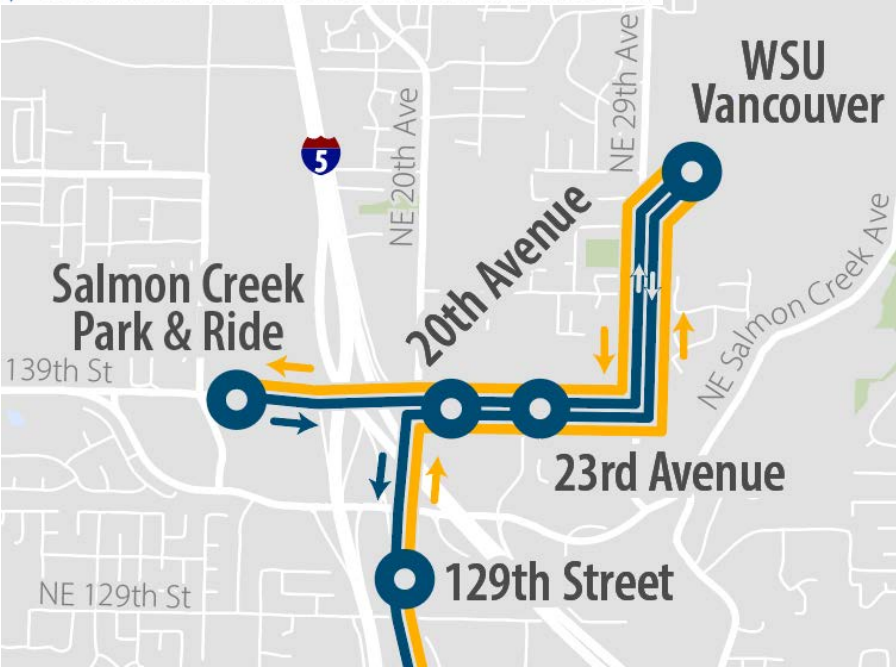 WSU
Vancouver
NE 29th Ave
5
NE 20th Ave
20th Avenue
NE Salmon Creek Ave
Salmon Creek
Park & Ride
139th St
23rd Avenue
129th Street
NE 129th St